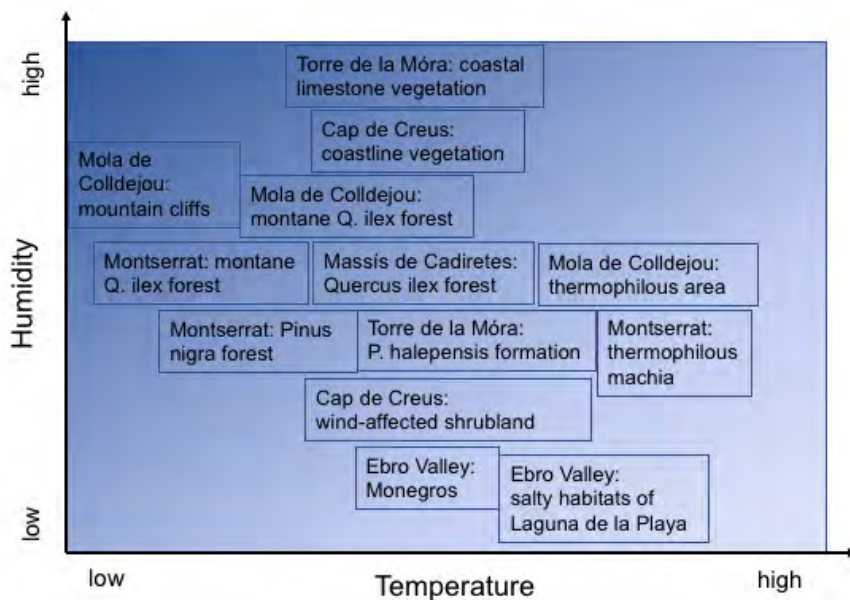 high
Torre de la Móra: coastal
limestone vegetation
Cap de Creus:
coastline vegetation
Mola de
Colldejou:
mountain cliffs
Mola de Colldejou:
montane Q. ilex forest
Humidity
Montserrat: montane
Q. ilex forest
Massís de Cadiretes:
Quercus ilex forest
Mola de Colldejou:
thermophilous area
Montserrat: Pinus
nigra forest
Torre de la Móra:
P. halepensis formation
Montserrat:
thermophilous
machia
Cap de Creus:
wind-affected shrubland
Ebro Valley:
Monegros
Ebro Valley:
salty habitats of
Laguna de la Playa
low
low
Temperature
high